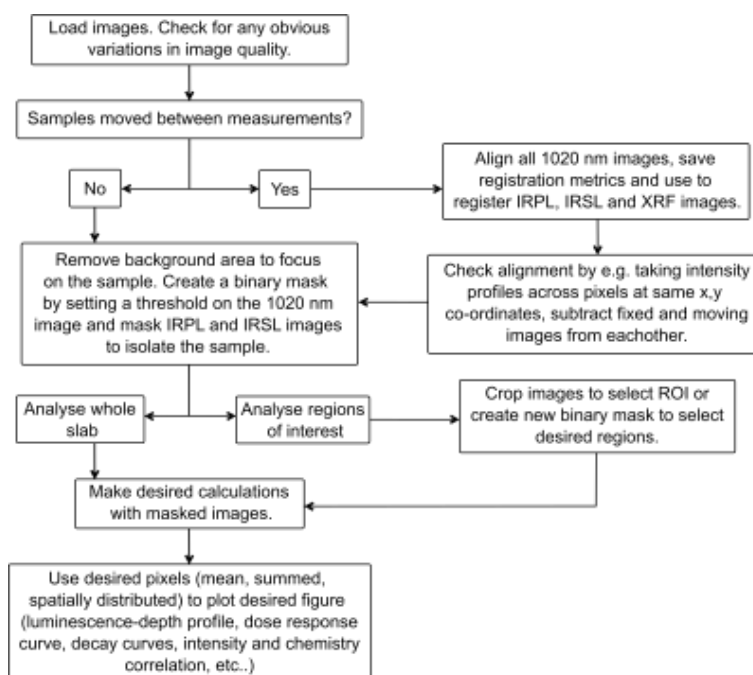 Load images. Check for any obvious
variations in image quality.
Samples moved between measurements?
No
Yes
Align all 1020 nm images, save
registration metrics and use to
register IRPL, IRSL and XRF images.
Check alignment by e.g. taking intensity
profiles across pixels at same x,y
co-ordinates, subtract fixed and moving
images from eachother.
Remove background area to focus
on the sample. Create a binary mask
by setting a threshold on the 1020 nm
image and mask IRPL and IRSL images
to isolate the sample.
Analyse whole
slab
Analyse regions
of interest
Crop images to select ROI or
create new binary mask to select
desired regions.
Make desired calculations
with masked images.
Use desired pixels (mean, summed,
spatially distributed) to plot desired figure
(luminescence-depth profile, dose response
curve, decay curves, intensity and chemistry
correlation, etc..)